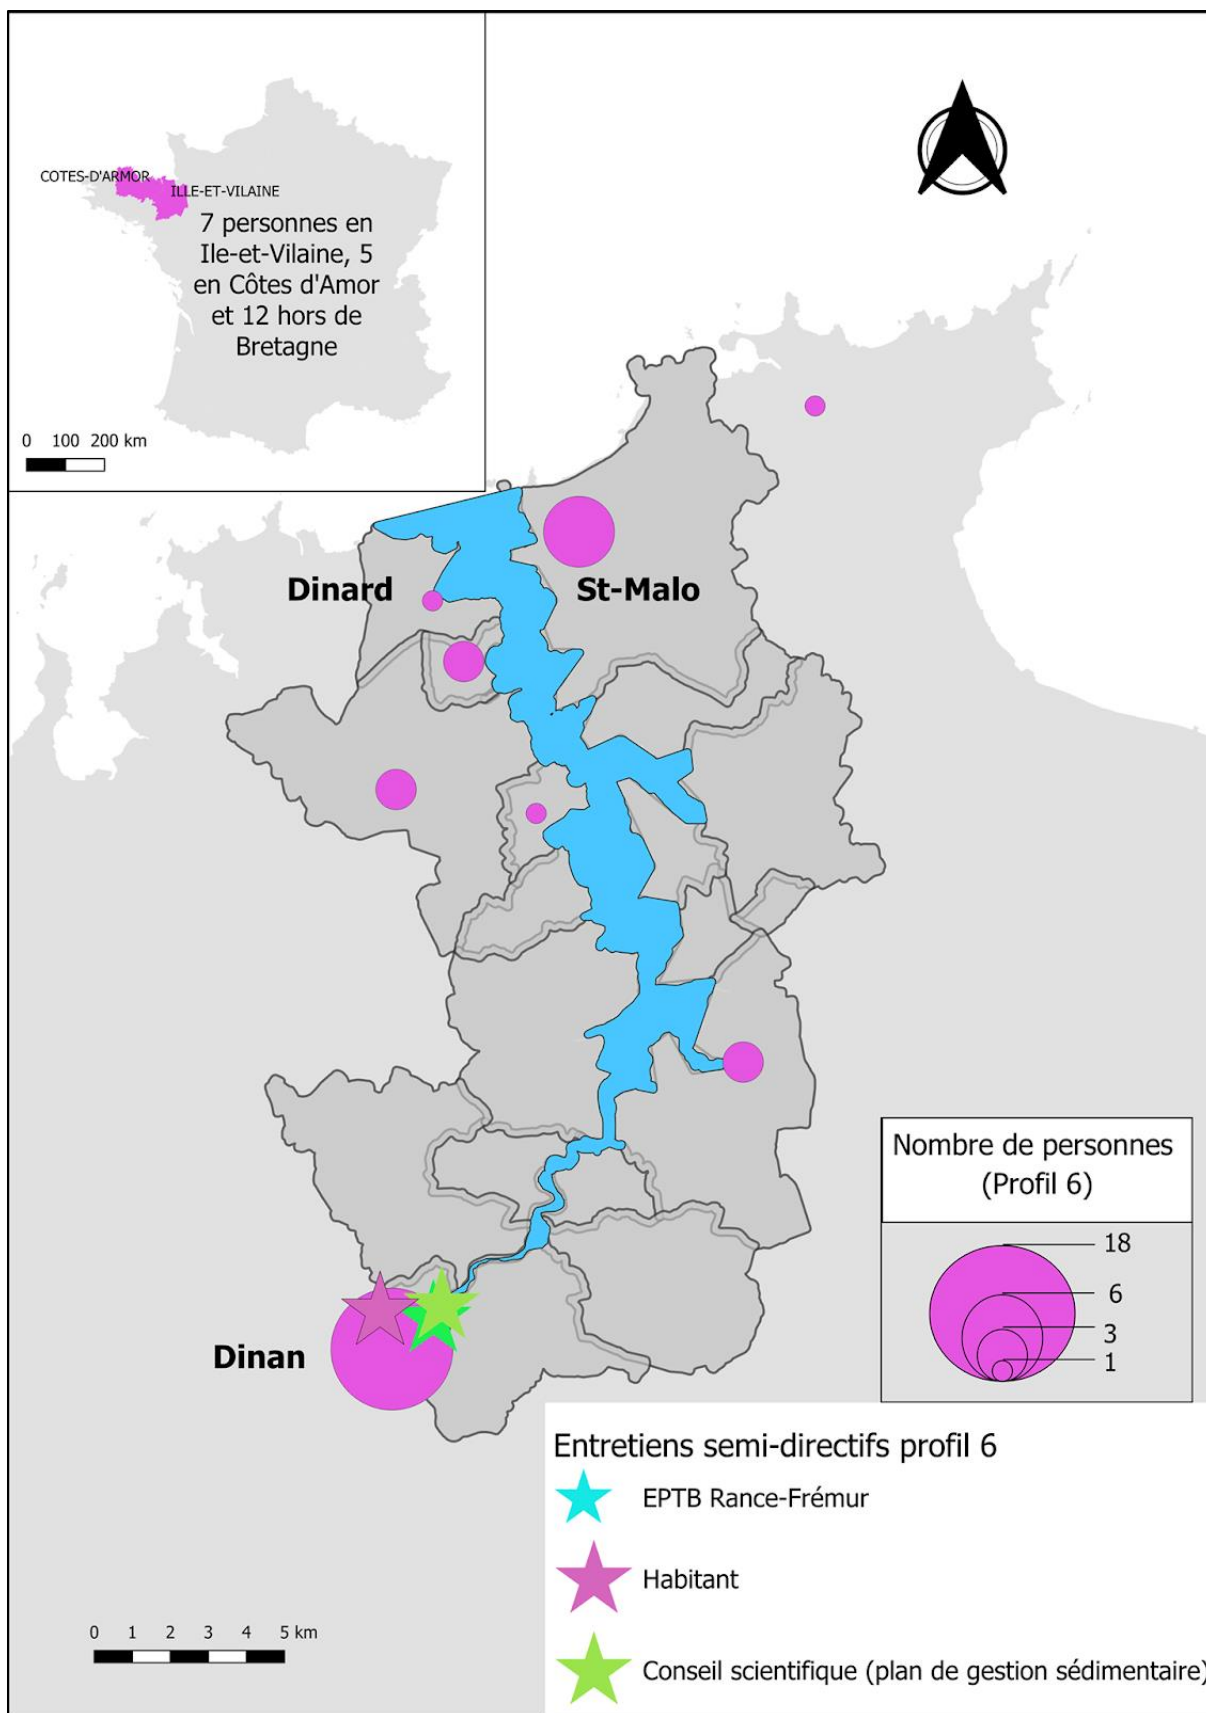 COTES-D'ARMOR
ILLE-ET-VILAINE
7 personnes en
Ile-et-Vilaine, 5
en Côtes d'Amor
et 12 hors de
Bretagne
0 100 200 km
Dinard
St-Malo
Dinan
Nombre de personnes
(Profil 6)
18
6
3
1
Entretiens semi-directifs profil 6
EPTB Rance-Frémur
Habitant
Conseil scientifique (plan de gestion sédimentaire)
0 1 2 3 4 5 km